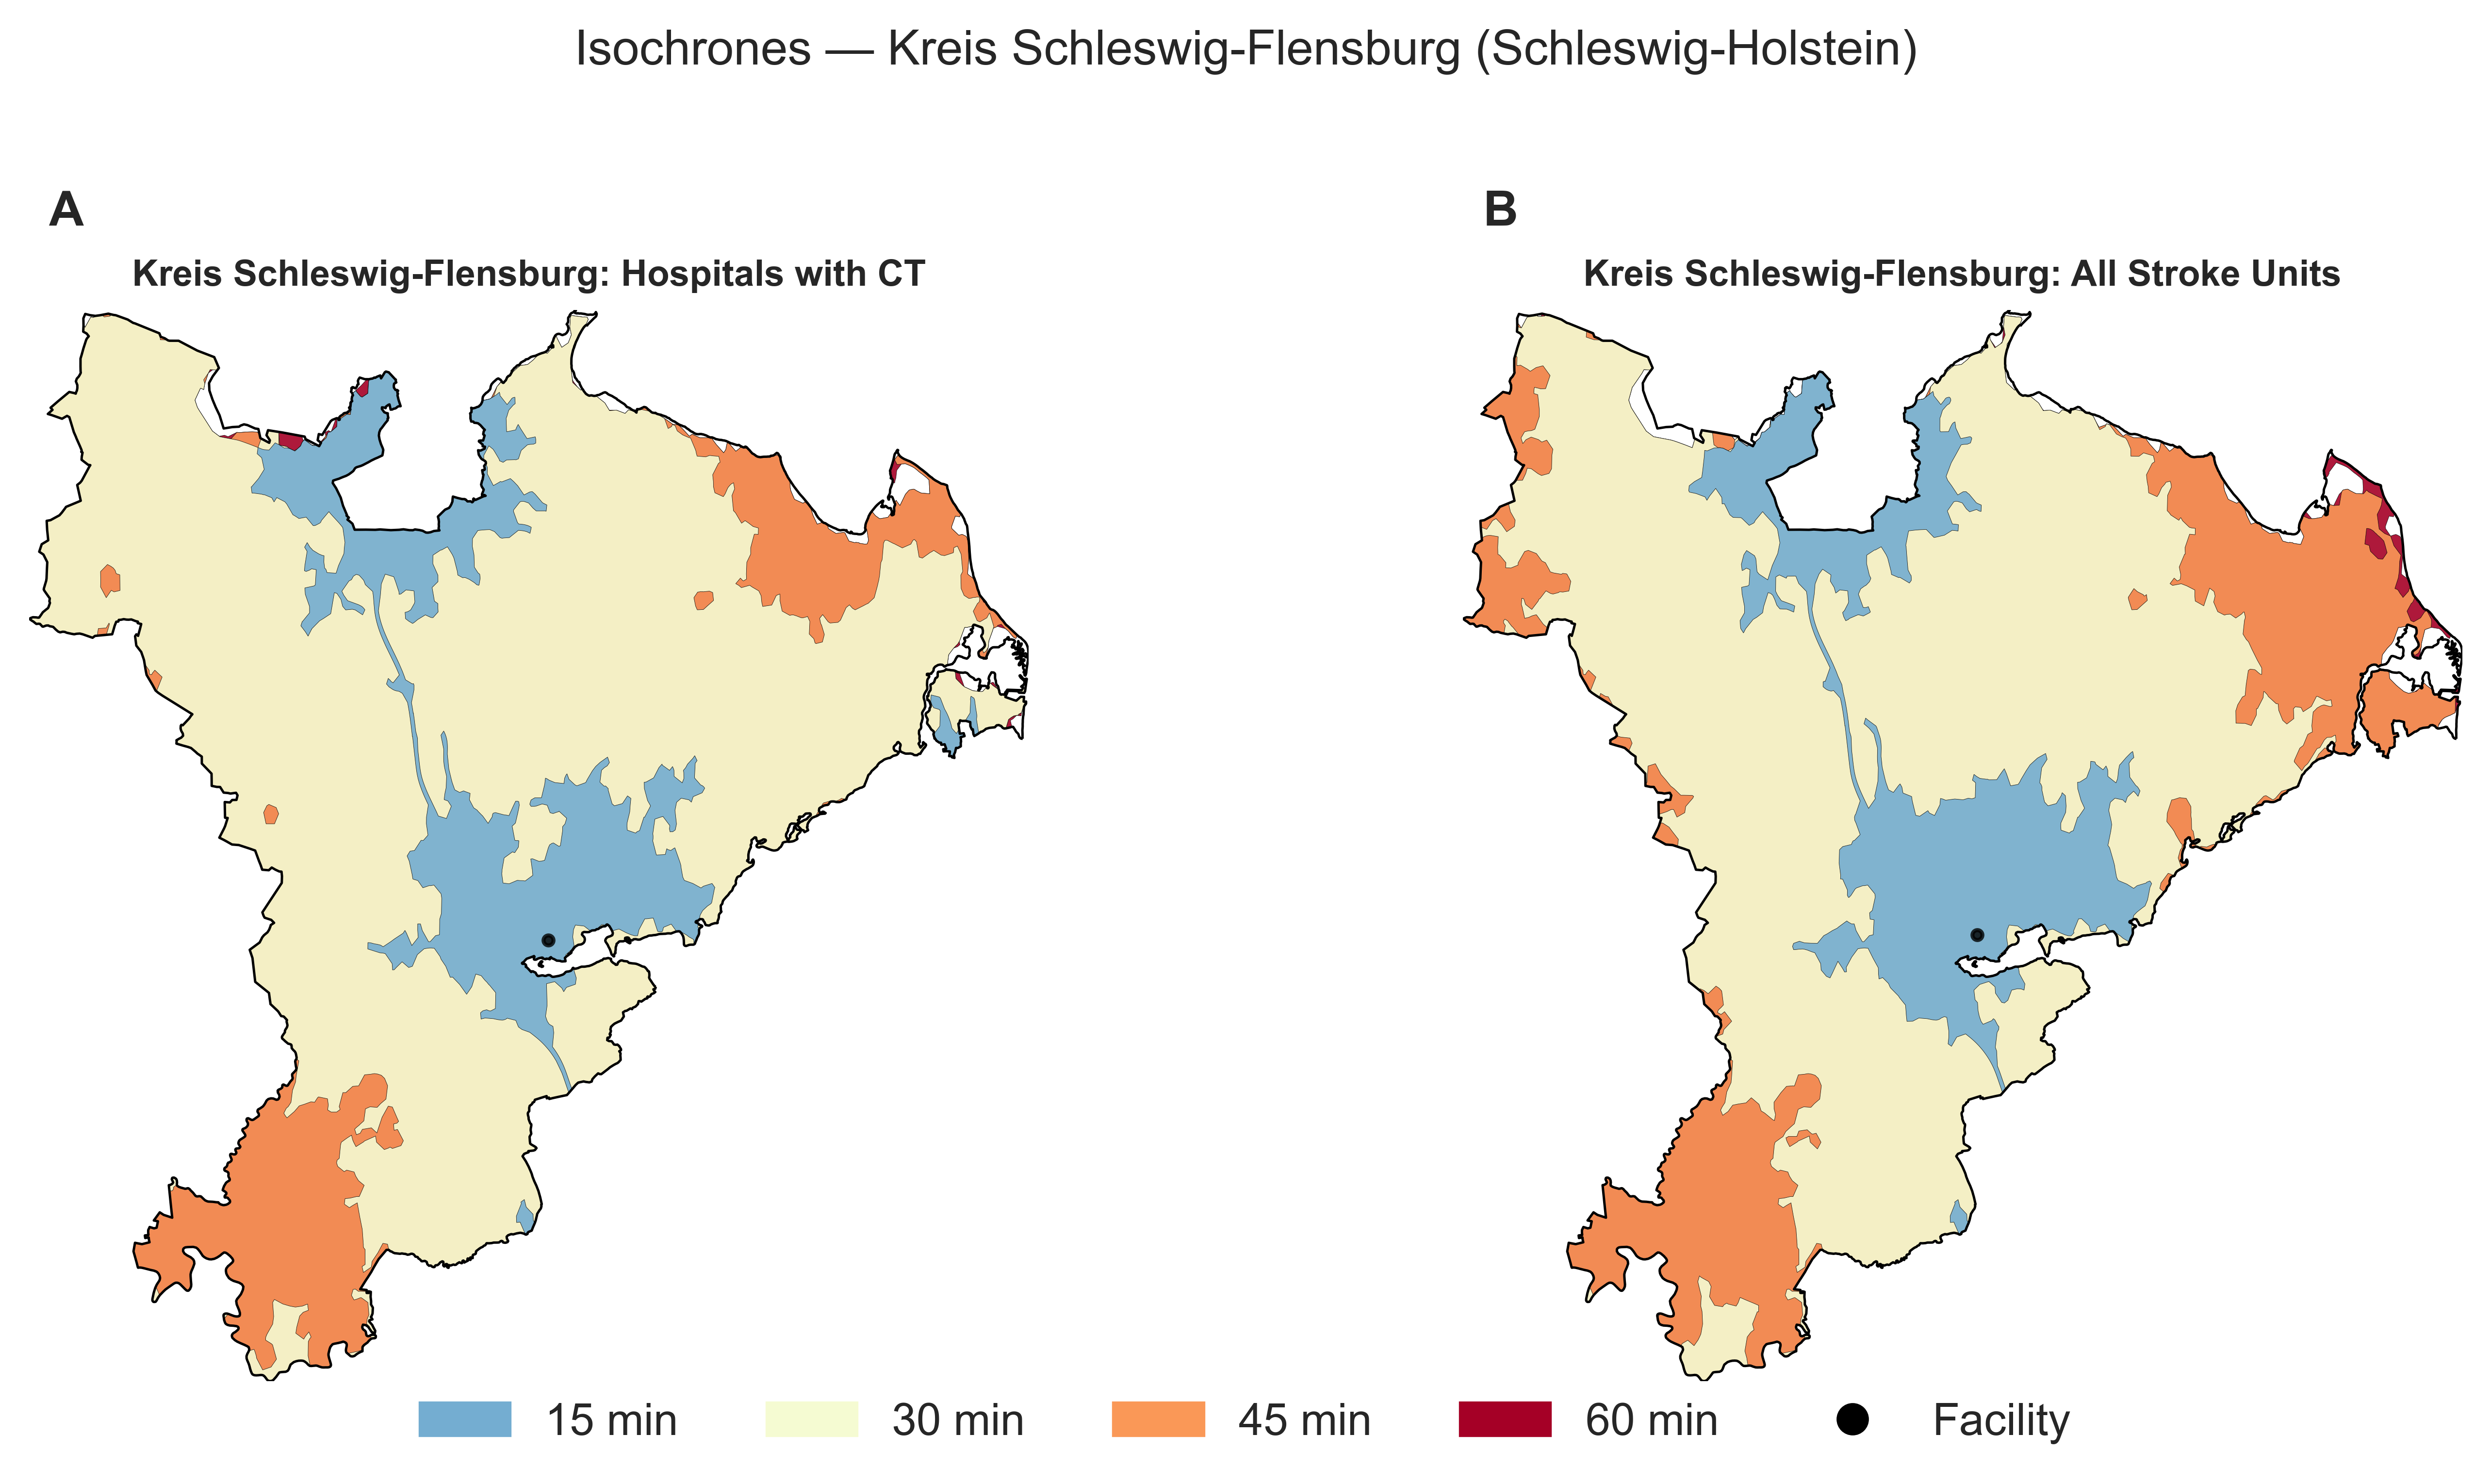 Isochrones — Kreis Schleswig-Flensburg (Schleswig-Holstein)
A
B
Kreis Schleswig-Flensburg: Hospitals with CT
Kreis Schleswig-Flensburg: All Stroke Units
15 min
30 min
45 min
60 min
Facility